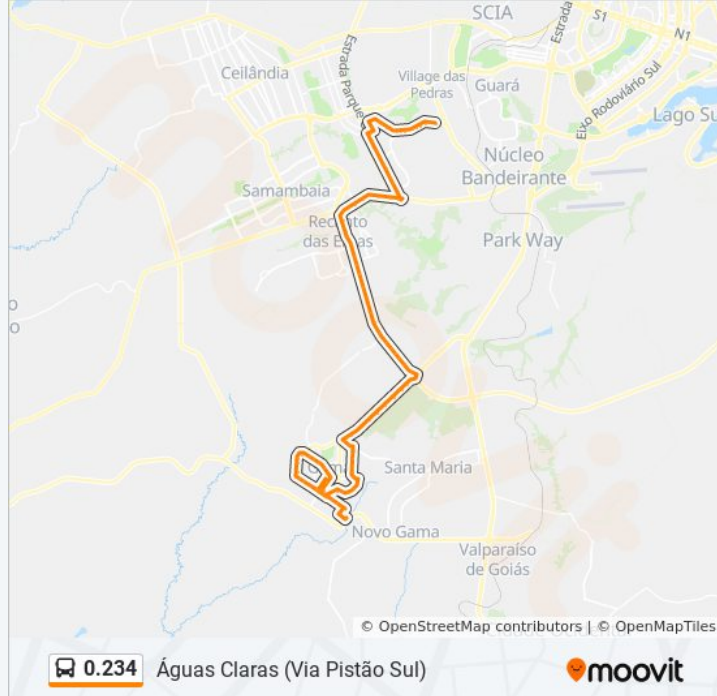 SCIA
Estrada
S1
N1
Estrada Parque
Ceilândia
Village das
Pedras
Guará
Eixo Rodoviário Sul
Lago Su
Núcleo
Bandeirante
Samambaia
Recanto
das Emas
Park Way
o
o
Gama
Santa Maria
Novo Gama
Valparaíso
de Goiás
© OpenStreetMap contributors | © OpenMapTiles
0.234 Águas Claras (Via Pistão Sul)
moovit